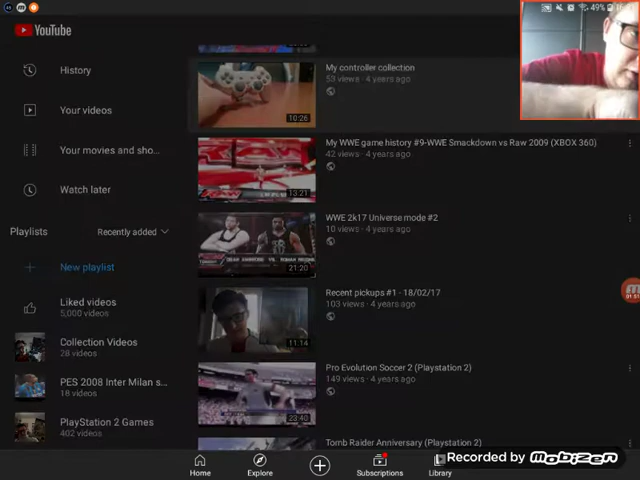 49%
YouTube
My controller collection
59 views - 4 years ago
10:26
History
Your videos
Your movies and sho...
Watch later
Playlists
Recently added
New playlist
Liked videos
5,000 videos
Collection Videos
28 videos
PES 2008 Inter Milan s...
18 videos
PlayStation 2 Games
402 videos
My WWE game history #9-WWE Smackdown vs Raw 2009 (XBOX 360)
42 views - 4 years ago
13:21
WWE 2k17 Universe mode #2
10 views - 4 years ago
21:20
Recent pickups #1 - 18/02/17
103 views - 4 years ago
11:14
Pro Evolution Soccer 2 (Playstation 2)
149 views - 4 years ago
23:40
Tomb Raider Anniversary (Playstation 2)
Home
Explore
Subscriptions
Library
Recorded by Mobizen